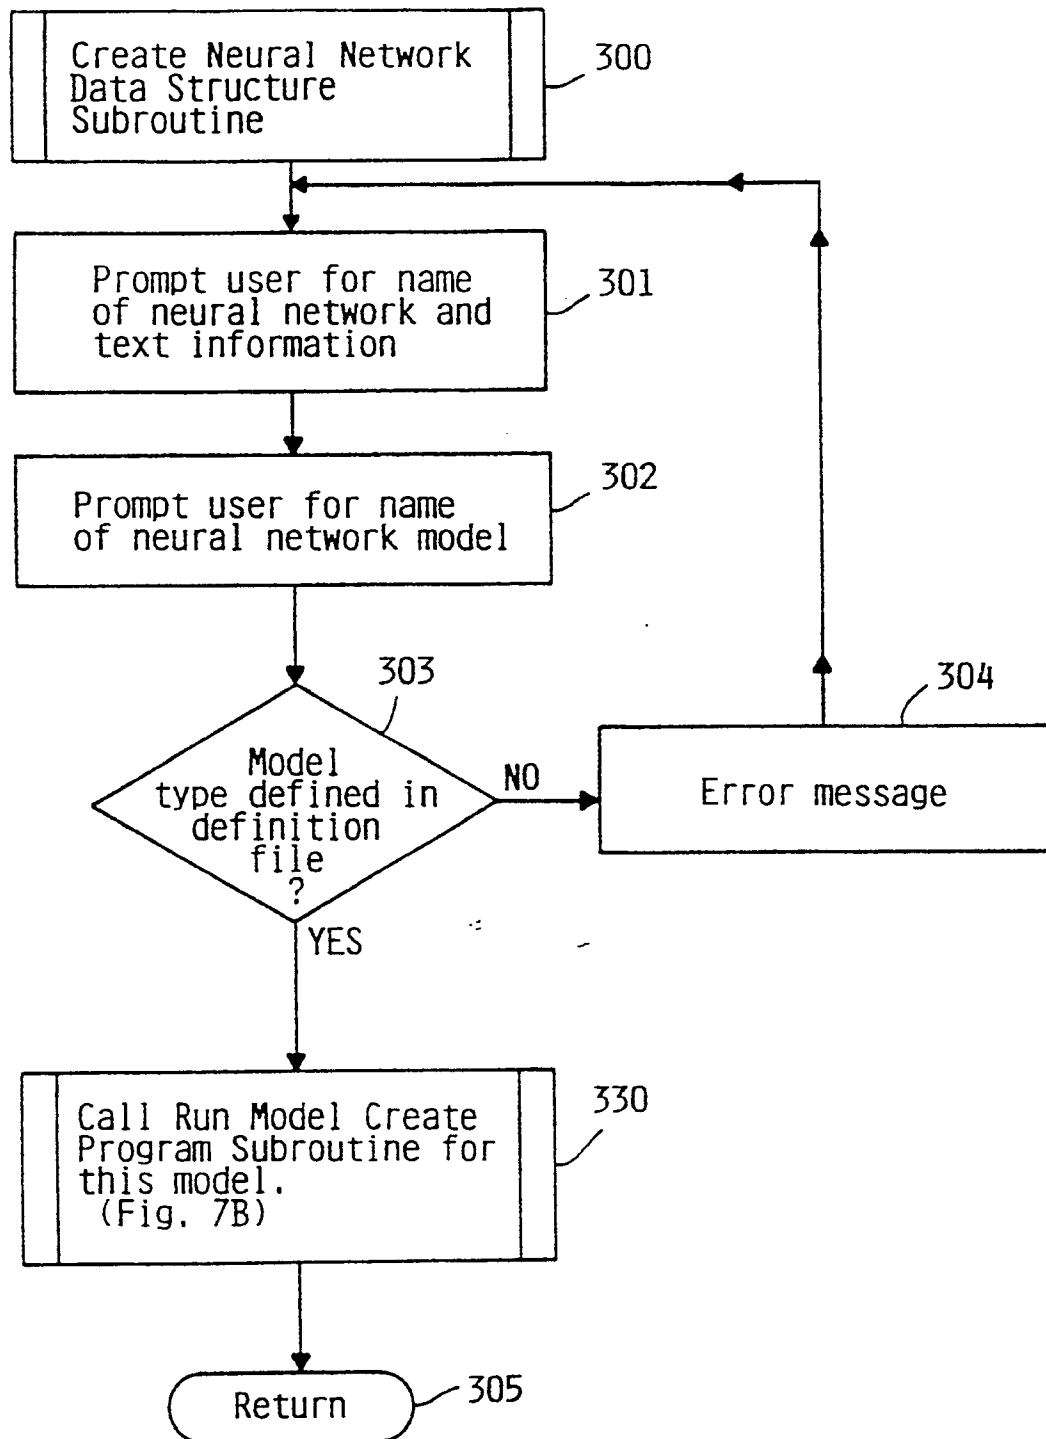 Create Neural Network
Data Structure
Subroutine
300
Prompt user for name
of neural network and
text information
301
Prompt user for name
of neural network model
302
303
Model
type defined in
definition
file
?
NO
304
Error message
YES
Call Run Model Create
Program Subroutine for
this model.
(Fig. 7B)
330
Return
305